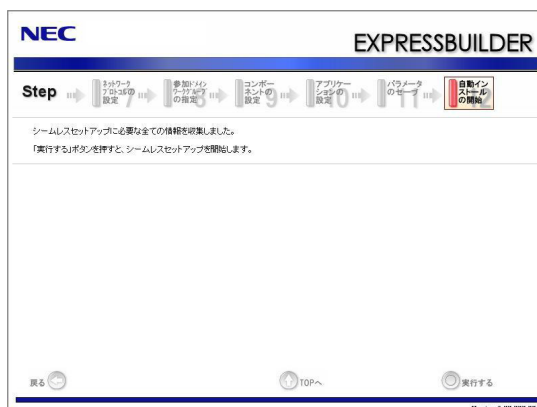 NEC
EXPRESSBUILDER
Step
ネットワーク
プロトコルの
設定
7
参加ドメイン
ワークグループ
の指定
8
コンポー
ネントの
設定
9
アプリケー
ションの
設定
10
パラメータ
のセーブ
11
自動イン
ストール
の開始
12
シームレスセットアップに必要な全ての情報を収集しました。
「実行する」ボタンを押すと、シームレスセットアップを開始します。
戻る
TOPへ
実行する